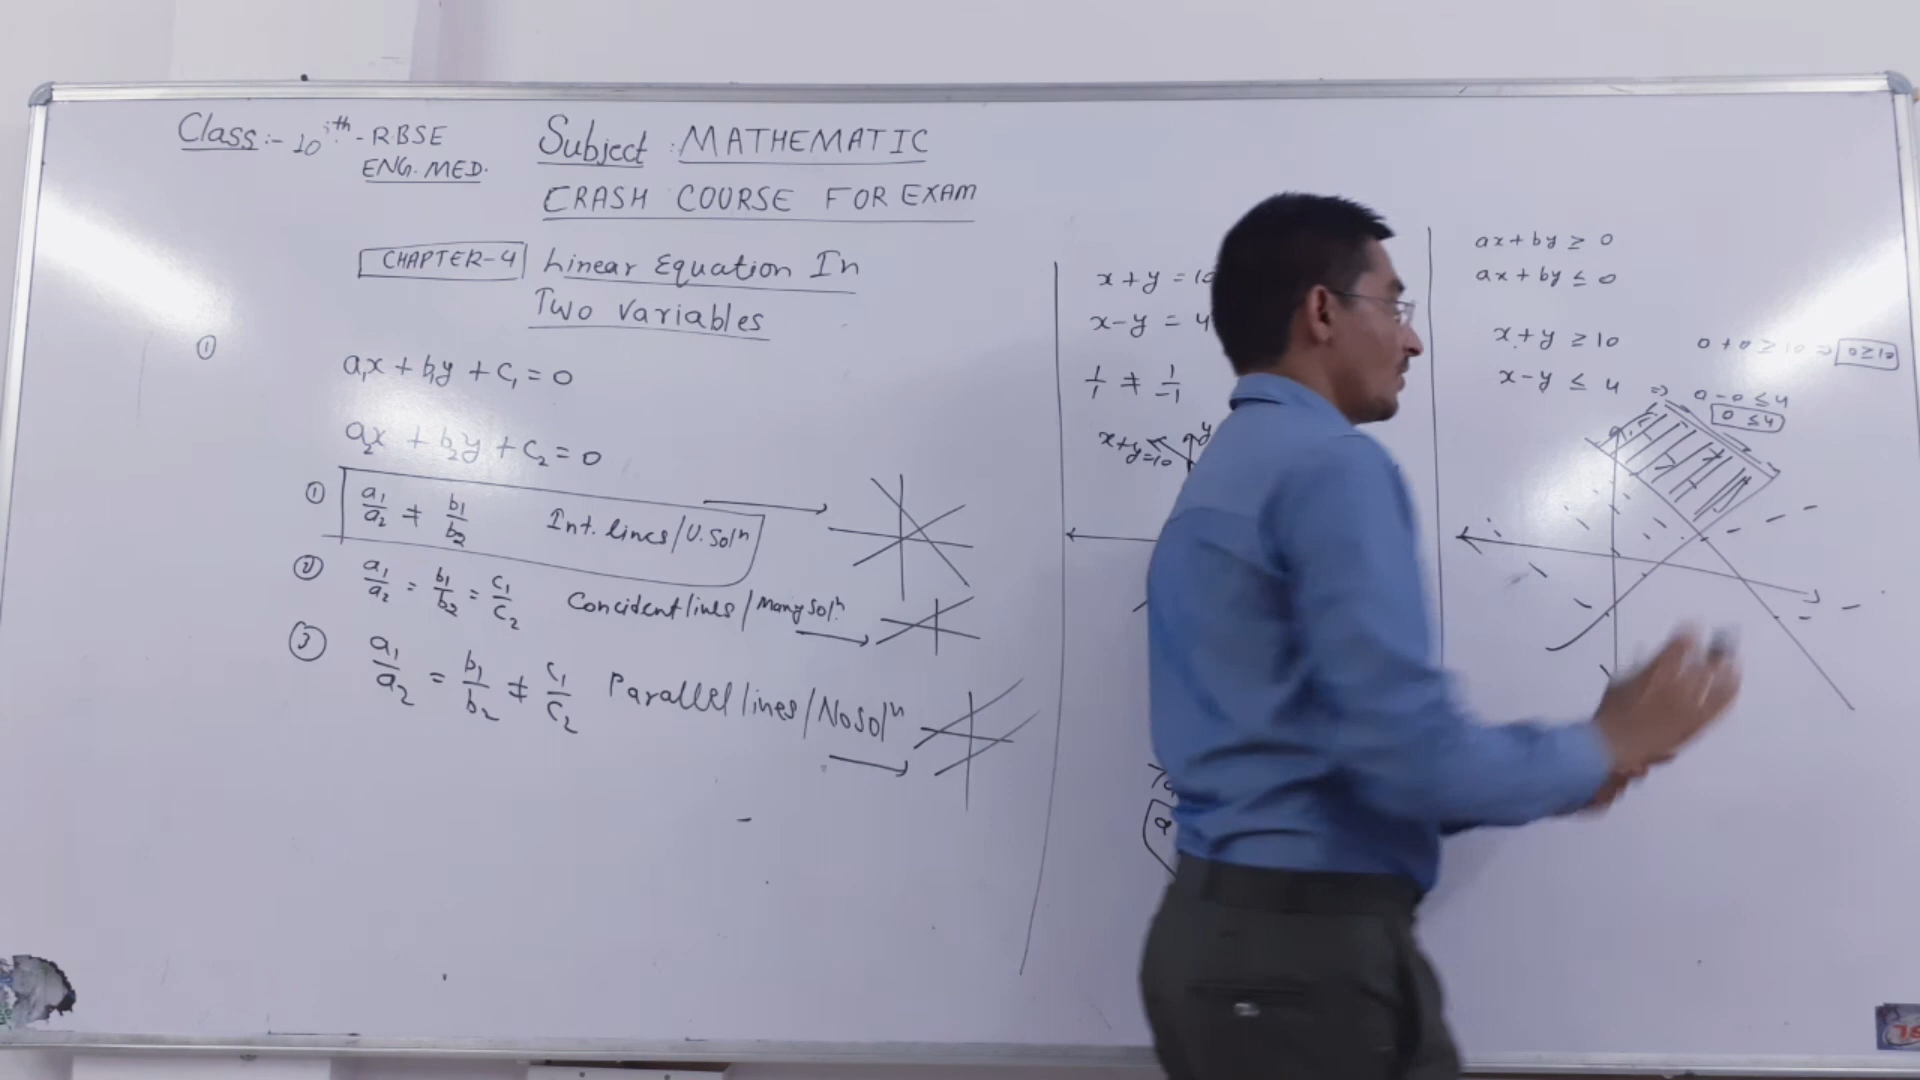 Class:- 10th - RBSE
ENG. MED.
Subject : MATHEMATIC
CRASH COURSE FOR EXAM
CHAPTER-4 Linear Equation In
Two Variables
①
a₁x + b₁y + c₁ = 0
a₂x + b₂y + c₂ = 0
① a₁/a₂ ≠ b₁/b₂ Int. lines/U. Solⁿ
② a₁/a₂ = b₁/b₂ = c₁/c₂ Concident lines/Many Solⁿ.
③ a₁/a₂ = b₁/b₂ ≠ c₁/c₂ Parallel lines/No Solⁿ
x + y = 10
x - y = 4
1/1 ≠ 1/-1
x+y=10
y
ax + by ≥ 0
ax + by ≤ 0
x + y ≥ 10 0 + 0 ≥ 10 ⇒ 0 ≥ 10
x - y ≤ 4 ⇒ 0 - 0 ≤ 4
0 ≤ 4